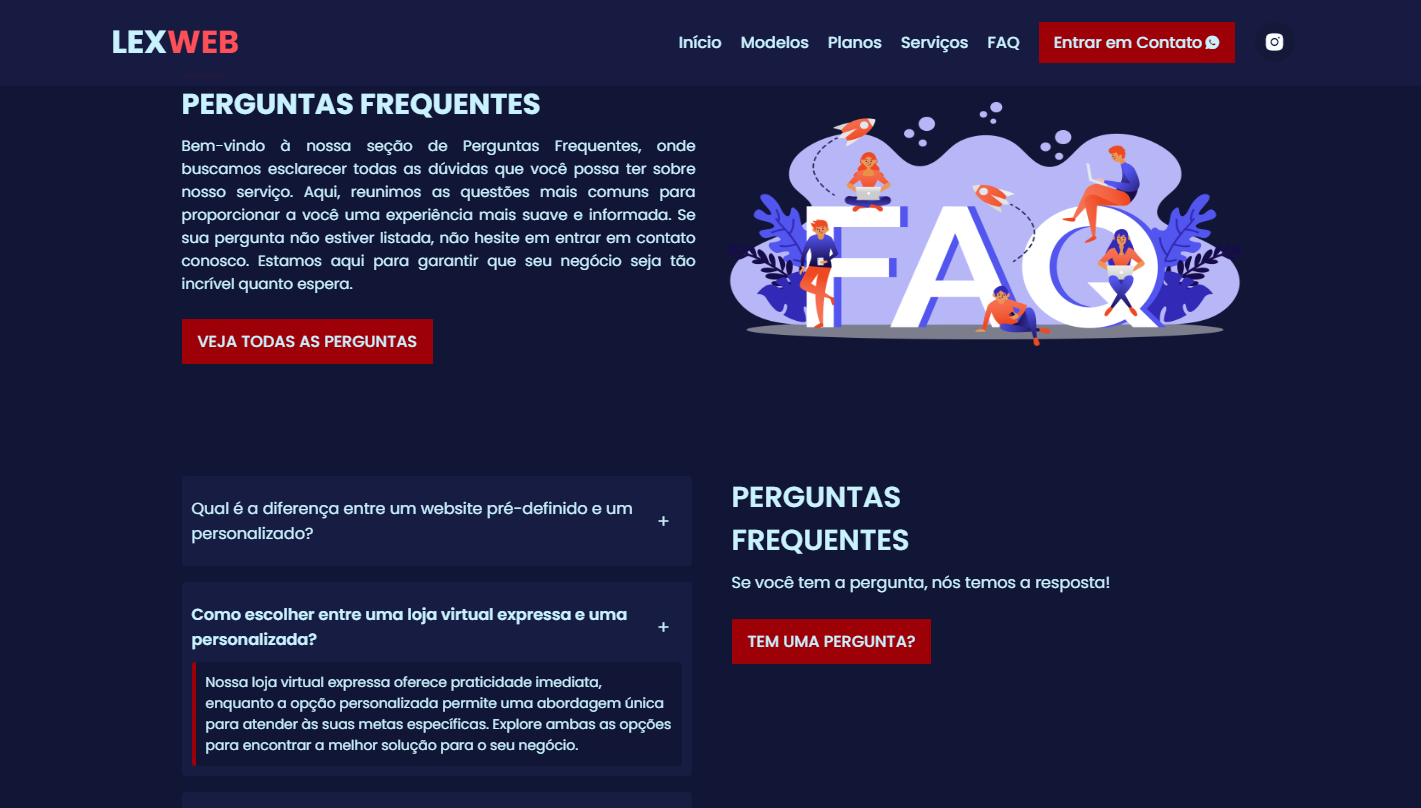 LEXWEB
Início
Modelos
Planos
Serviços
FAQ
Entrar em Contato
PERGUNTAS FREQUENTES
Bem-vindo à nossa seção de Perguntas Frequentes, onde
buscamos esclarecer todas as dúvidas que você possa ter sobre
nosso serviço. Aqui, reunimos as questões mais comuns para
proporcionar a você uma experiência mais suave e informada. Se
sua pergunta não estiver listada, não hesite em entrar em contato
conosco. Estamos aqui para garantir que seu negócio seja tão
incrível quanto espera.
VEJA TODAS AS PERGUNTAS
FAQ
Qual é a diferença entre um website pré-definido e um
personalizado?
+
Como escolher entre uma loja virtual expressa e uma
personalizada?
+
Nossa loja virtual expressa oferece praticidade imediata,
enquanto a opção personalizada permite uma abordagem única
para atender às suas metas específicas. Explore ambas as opções
para encontrar a melhor solução para o seu negócio.
PERGUNTAS
FREQUENTES
Se você tem a pergunta, nós temos a resposta!
TEM UMA PERGUNTA?